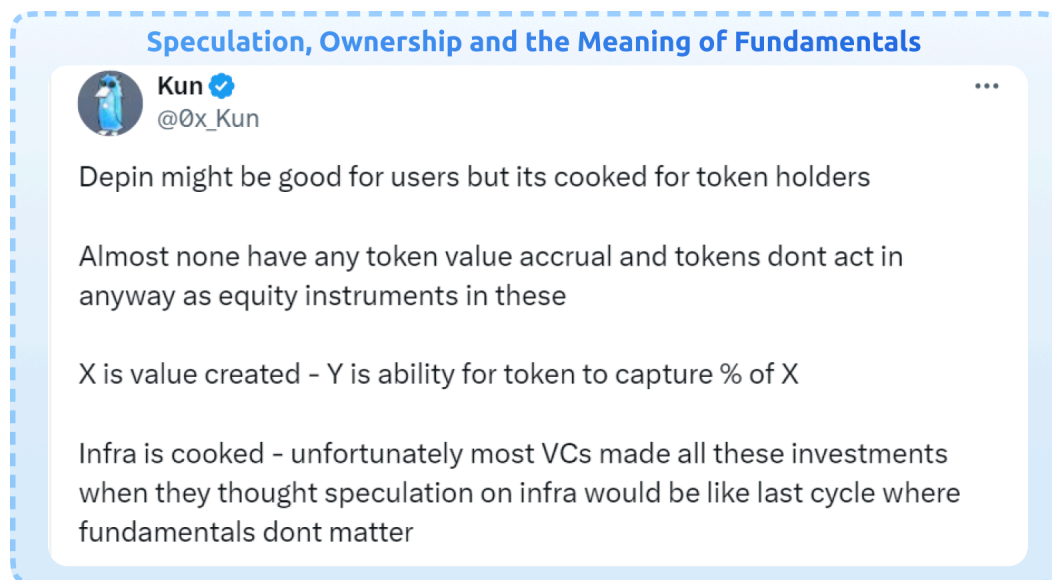 Speculation, Ownership and the Meaning of Fundamentals
Kun
@0x_Kun
Depin might be good for users but its cooked for token holders
Almost none have any token value accrual and tokens dont act in
anyway as equity instruments in these
X is value created - Y is ability for token to capture % of X
Infra is cooked - unfortunately most VCs made all these investments
when they thought speculation on infra would be like last cycle where
fundamentals dont matter